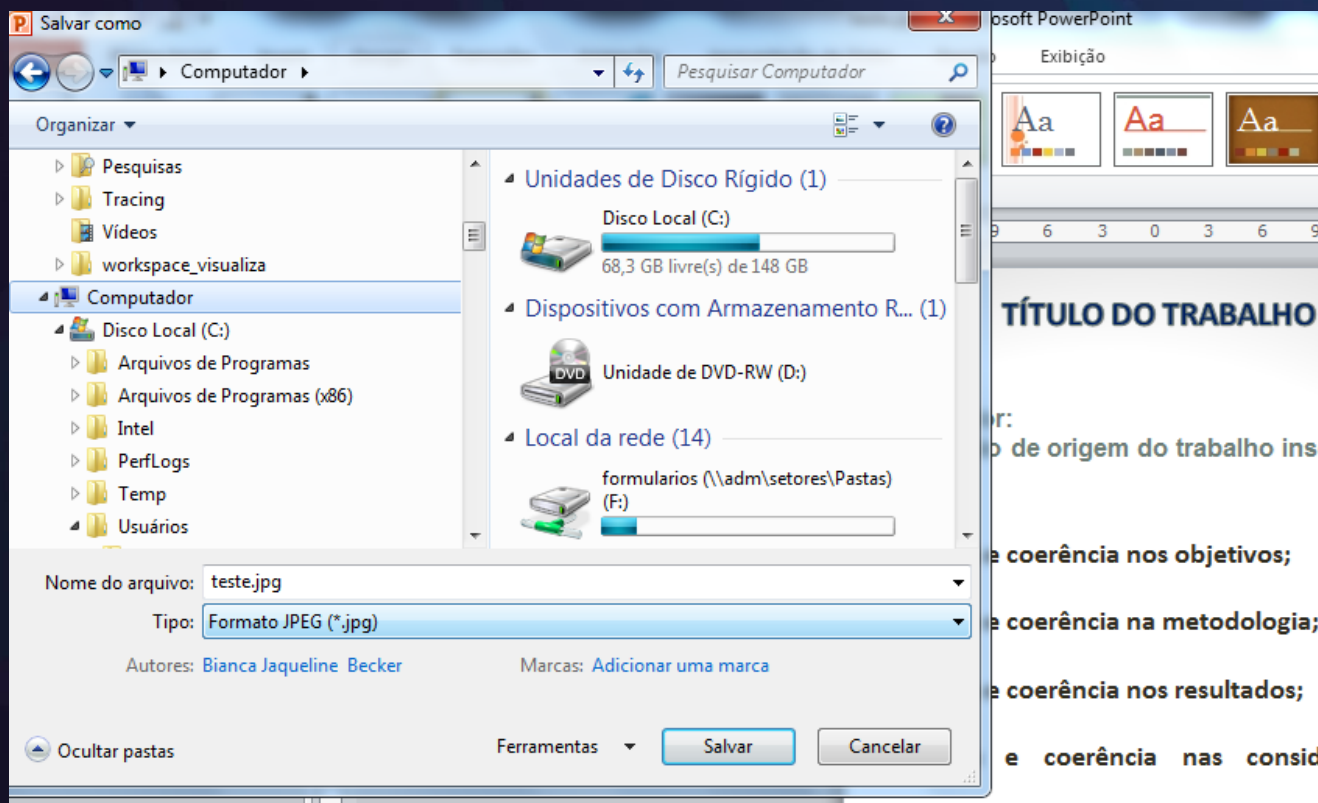 Salvar como
Computador
Pesquisar Computador
Organizar
Pesquisas
Tracing
Vídeos
workspace_visualiza
Computador
Disco Local (C:)
Arquivos de Programas
Arquivos de Programas (x86)
Intel
PerfLogs
Temp
Usuários
Unidades de Disco Rígido (1)
Disco Local (C:)
68,3 GB livre(s) de 148 GB
Dispositivos com Armazenamento R... (1)
DVD
Unidade de DVD-RW (D:)
Local da rede (14)
formularios (\\adm\setores\Pastas)
(F:)
Nome do arquivo: teste.jpg
Tipo: Formato JPEG (*.jpg)
Autores: Bianca Jaqueline Becker Marcas: Adicionar uma marca
Ocultar pastas
Ferramentas
Salvar
Cancelar
osoft PowerPoint
Exibição
Aa Aa Aa
9 6 3 0 3 6 9
TÍTULO DO TRABALHO
r:
o de origem do trabalho ins
e coerência nos objetivos;
e coerência na metodologia;
e coerência nos resultados;
e coerência nas consid